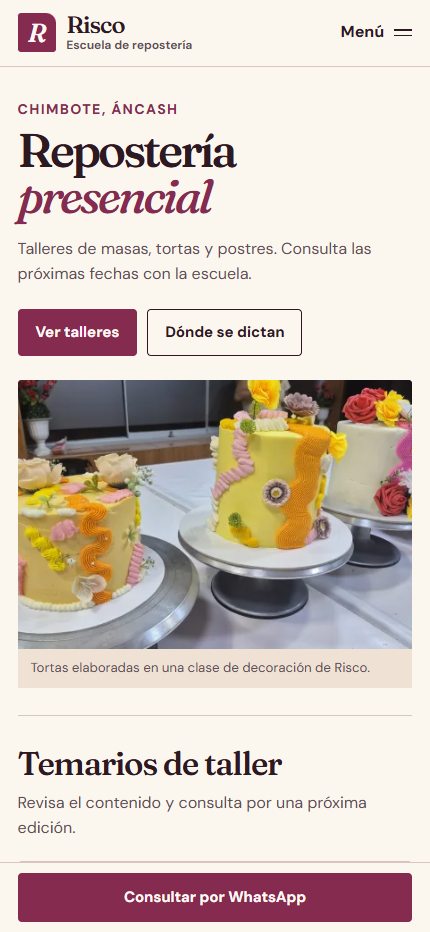 R
Risco
Escuela de repostería
Menú
CHIMBOTE, ÁNCASH
Repostería
presencial
Talleres de masas, tortas y postres. Consulta las
próximas fechas con la escuela.
Ver talleres
Dónde se dictan
Tortas elaboradas en una clase de decoración de Risco.
Temarios de taller
Revisa el contenido y consulta por una próxima
edición.
Consultar por WhatsApp